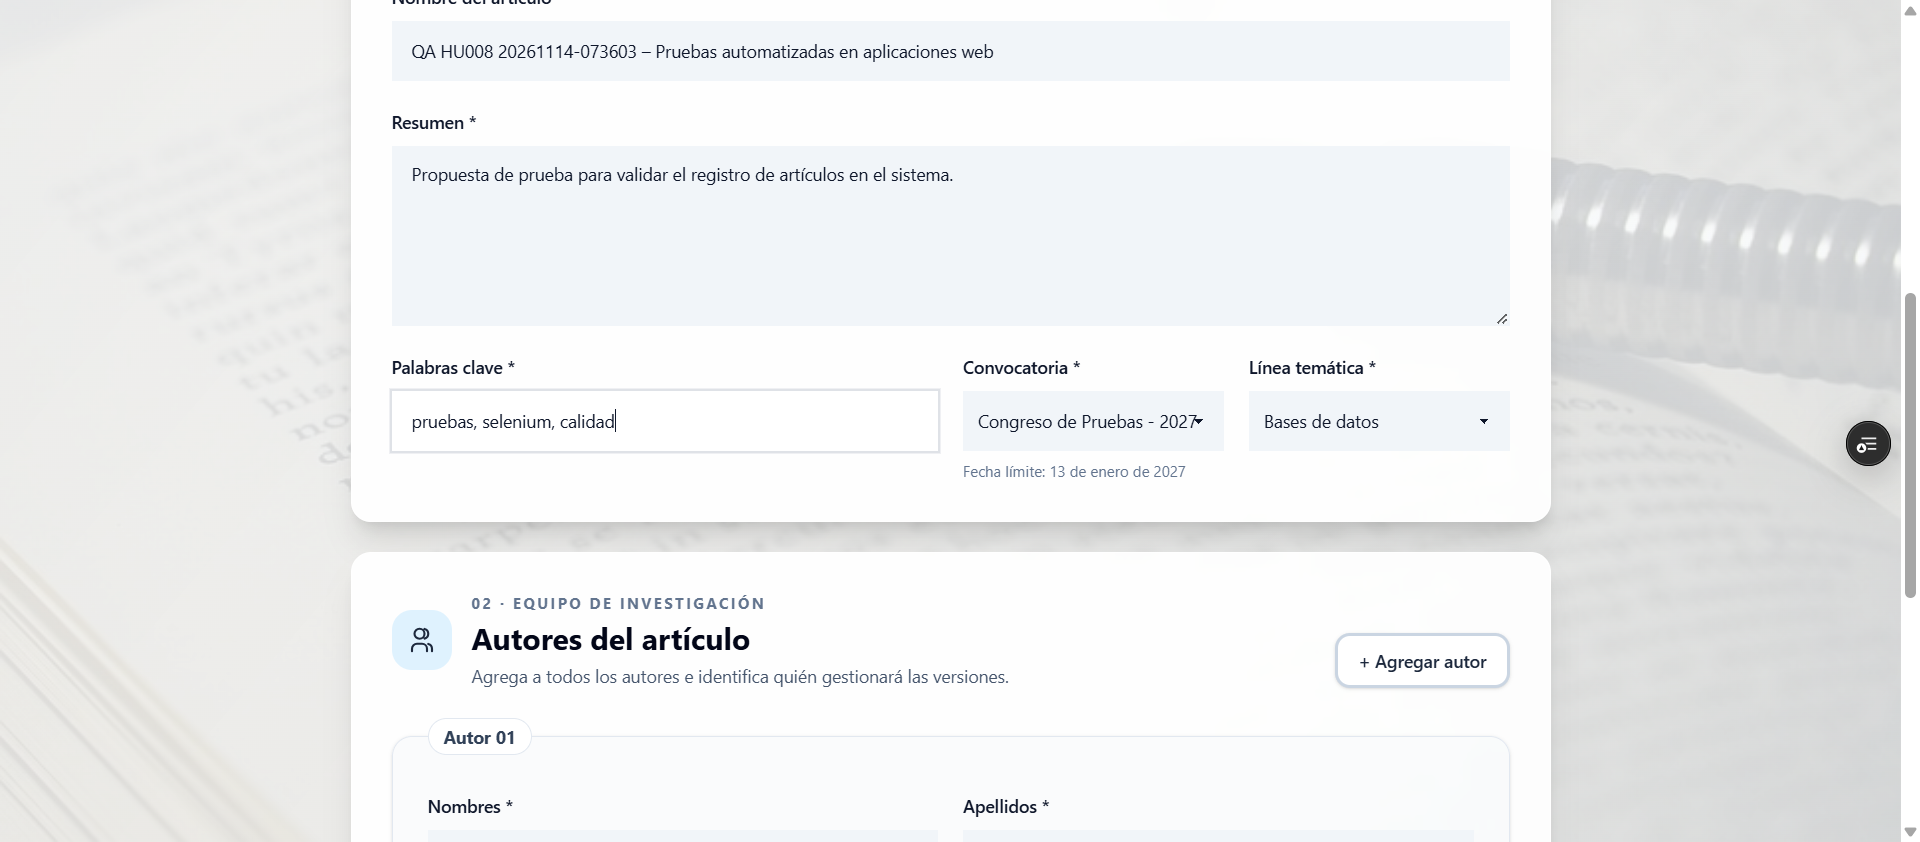 Nombre del artículo
QA HU008 20261114-073603 – Pruebas automatizadas en aplicaciones web
Resumen *
Propuesta de prueba para validar el registro de artículos en el sistema.
Palabras clave *
Convocatoria *
Línea temática *
pruebas, selenium, calidad
Congreso de Pruebas - 2027
Bases de datos
Fecha límite: 13 de enero de 2027
02 · EQUIPO DE INVESTIGACIÓN
Autores del artículo
Agrega a todos los autores e identifica quién gestionará las versiones.
+ Agregar autor
Autor 01
Nombres *
Apellidos *